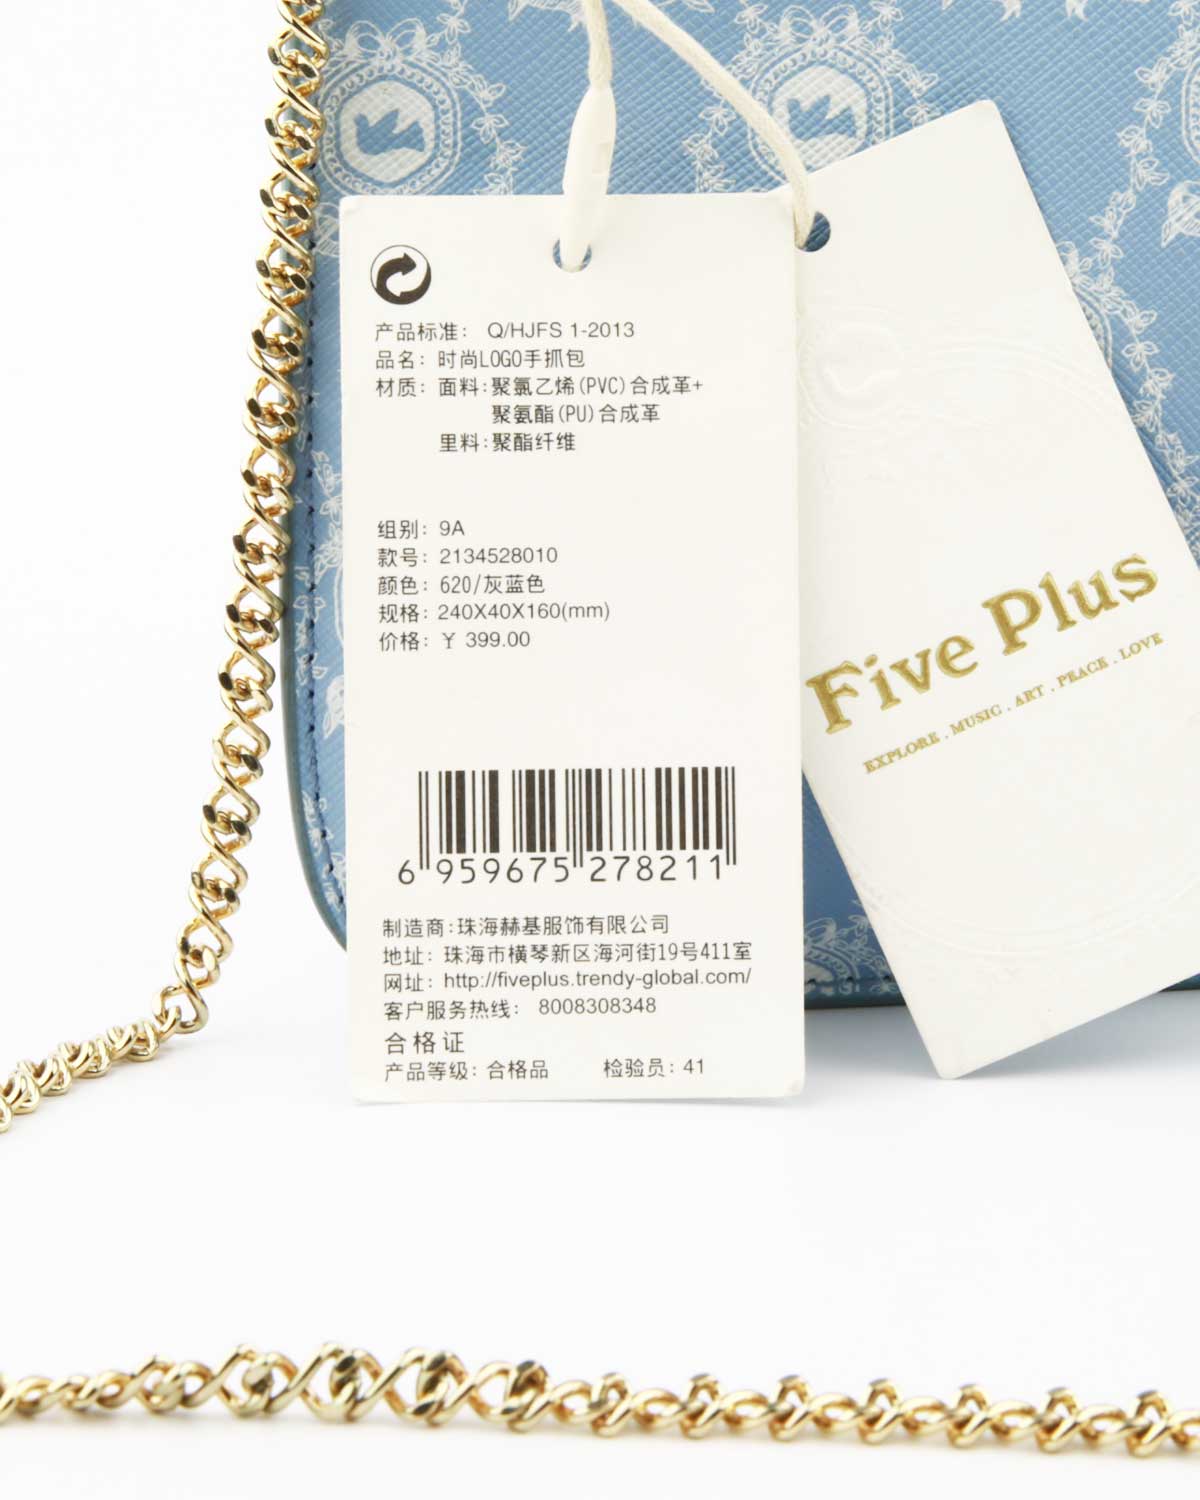 产品标准: Q/HJFS 1-2013
品名: 时尚LOGO手抓包
材质: 面料:聚氯乙烯(PVC)合成革+
聚氨酯(PU)合成革
里料:聚酯纤维
组别: 9A
款号: 2134528010
颜色: 620/灰蓝色
规格: 240X40X160(mm)
价格: ¥ 399.00
6 959675 278211
制造商:珠海赫基服饰有限公司
地址: 珠海市横琴新区海河街19号411室
网址: http://fiveplus.trendy-global.com/
客户服务热线: 8008308348
合格证
产品等级: 合格品 检验员: 41
Five Plus
EXPLORE . MUSIC . ART . PEACE . LOVE